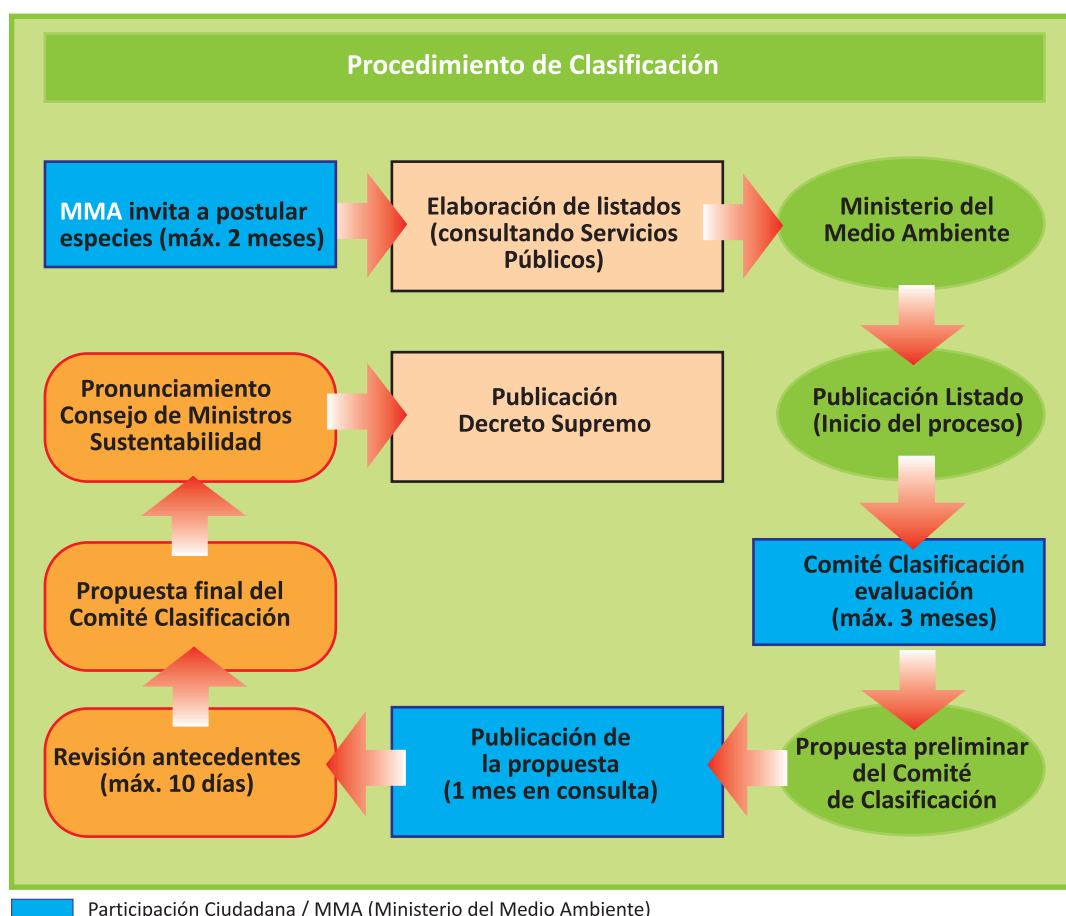 Procedimiento de Clasificación
MMA invita a postular
especies (máx. 2 meses)
Elaboración de listados
(consultando Servicios
Públicos)
Ministerio del
Medio Ambiente
Publicación Listado
(Inicio del proceso)
Comité Clasificación
evaluación
(máx. 3 meses)
Propuesta preliminar
del Comité
de Clasificación
Publicación de
la propuesta
(1 mes en consulta)
Revisión antecedentes
(máx. 10 días)
Propuesta final del
Comité Clasificación
Pronunciamiento
Consejo de Ministros
Sustentabilidad
Publicación
Decreto Supremo
Participación Ciudadana / MMA (Ministerio del Medio Ambiente)